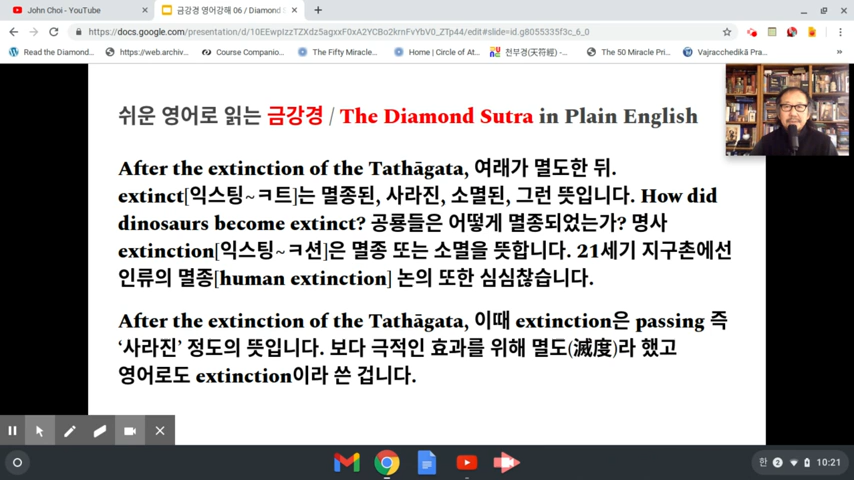 John Choi - YouTube
금강경 영어강해 06 / Diamond S
https://docs.google.com/presentation/d/10EEwpIzzTZXdz5agxxF0xA2YCBo2krnFvYbV0_ZTp44/edit#slide=id.g8055335f3c_6_0
Read the Diamond...
https://web.archiv...
Course Companio...
The Fifty Miracle...
Home | Circle of At...
천부경(天符經) -...
The 50 Miracle Pri...
Vajracchedikā Pra...
쉬운 영어로 읽는 금강경 / The Diamond Sutra in Plain English
After the extinction of the Tathāgata, 여래가 멸도한 뒤.
extinct[익스팅~ㅋ트]는 멸종된, 사라진, 소멸된, 그런 뜻입니다. How did
dinosaurs become extinct? 공룡들은 어떻게 멸종되었는가? 명사
extinction[익스팅~ㅋ션]은 멸종 또는 소멸을 뜻합니다. 21세기 지구촌에선
인류의 멸종[human extinction] 논의 또한 심심찮습니다.
After the extinction of the Tathāgata, 이때 extinction은 passing 즉
‘사라진’ 정도의 뜻입니다. 보다 극적인 효과를 위해 멸도(滅度)라 했고
영어로도 extinction이라 쓴 겁니다.
한 2 10:21